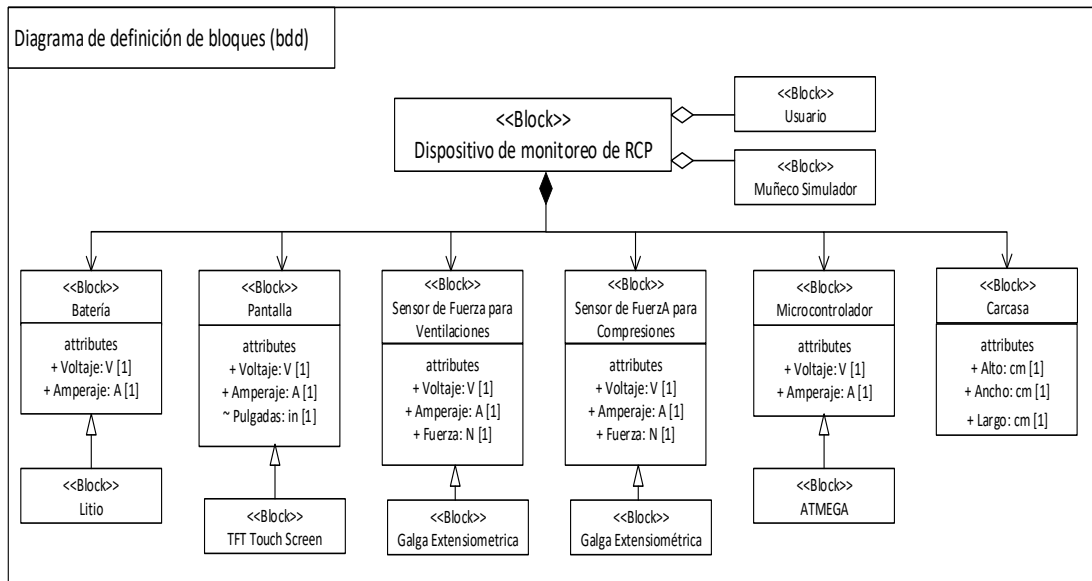 Diagrama de definición de bloques (bdd)
<<Block>>
Dispositivo de monitoreo de RCP
<<Block>>
Usuario
<<Block>>
Muñeco Simulador
<<Block>>
Batería
attributes
+ Voltaje: V [1]
+ Amperaje: A [1]
<<Block>>
Litio
<<Block>>
Pantalla
attributes
+ Voltaje: V [1]
+ Amperaje: A [1]
~ Pulgadas: in [1]
<<Block>>
TFT Touch Screen
<<Block>>
Sensor de Fuerza para
Ventilaciones
attributes
+ Voltaje: V [1]
+ Amperaje: A [1]
+ Fuerza: N [1]
<<Block>>
Galga Extensiometrica
<<Block>>
Sensor de FuerzA para
Compresiones
attributes
+ Voltaje: V [1]
+ Amperaje: A [1]
+ Fuerza: N [1]
<<Block>>
Galga Extensiométrica
<<Block>>
Microcontrolador
attributes
+ Voltaje: V [1]
+ Amperaje: A [1]
<<Block>>
ATMEGA
<<Block>>
Carcasa
attributes
+ Alto: cm [1]
+ Ancho: cm [1]
+ Largo: cm [1]